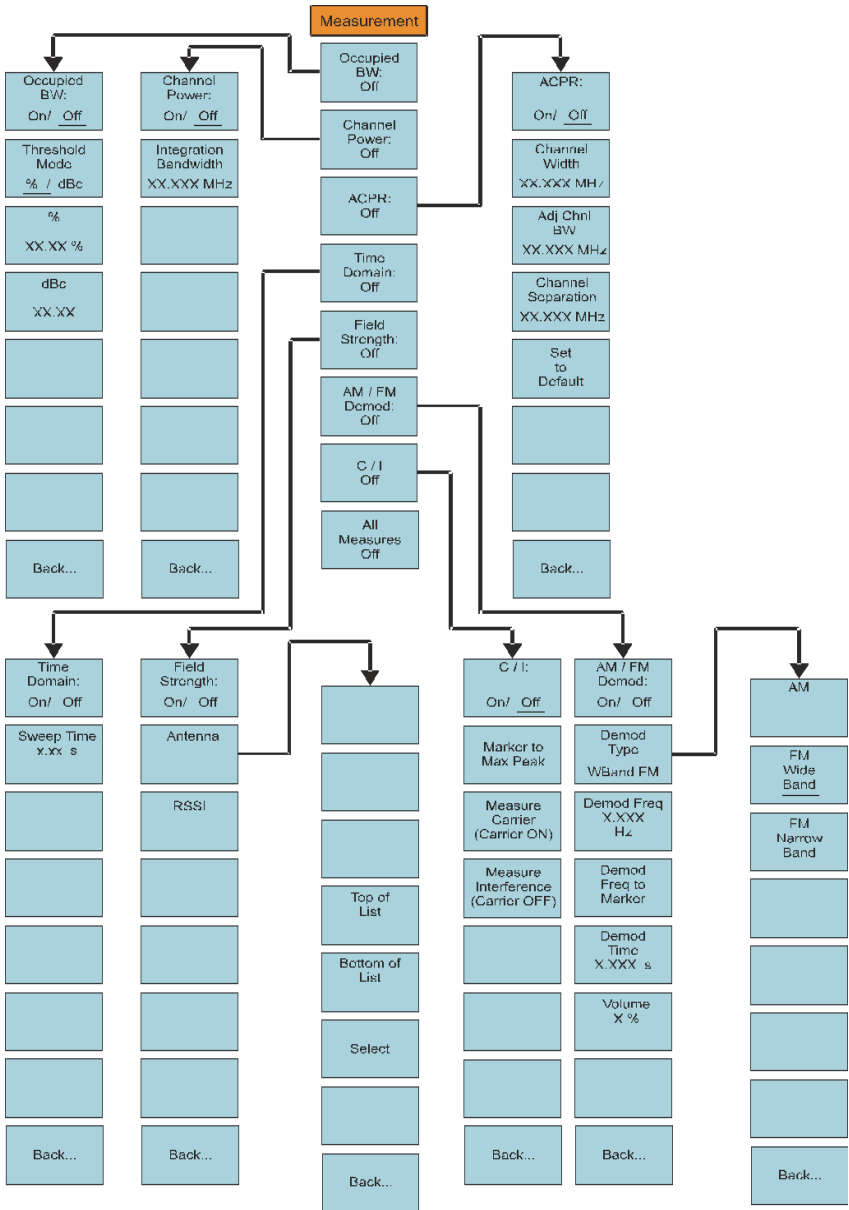 Measurement
Occupied
BW:
Off
Channel
Power:
Off
ACPR:
Off
Time
Domain:
Off
Field
Strength:
Off
AM / FM
Demod:
Off
C / I
Off
All
Measures
Off
Occupied
BW:
On/ Off
Threshold
Mode
% / dBc
%
XX.XX %
dBc
XX.XX
Back...
Channel
Power:
On/ Off
Integration
Bandwidth
XX.XXX MHz
Back...
ACPR:
On/ Off
Channel
Width
XX.XXX MHz
Adj Chnl
BW
XX.XXX MHz
Channel
Separation
XX.XXX MHz
Set
to
Default
Back...
Time
Domain:
On/ Off
Sweep Time
x.xx s
Back...
Field
Strength:
On/ Off
Antenna
RSSI
Back...
Top of
List
Bottom of
List
Select
Back...
C / I:
On/ Off
Marker to
Max Peak
Measure
Carrier
(Carrier ON)
Measure
Interference
(Carrier OFF)
Back...
AM / FM
Demod:
On/ Off
Demod
Type
WBand FM
Demod Freq
X.XXX
Hz
Demod
Freq to
Marker
Demod
Time
X.XXX s
Volume
X %
Back...
AM
FM
Wide
Band
FM
Narrow
Band
Back...